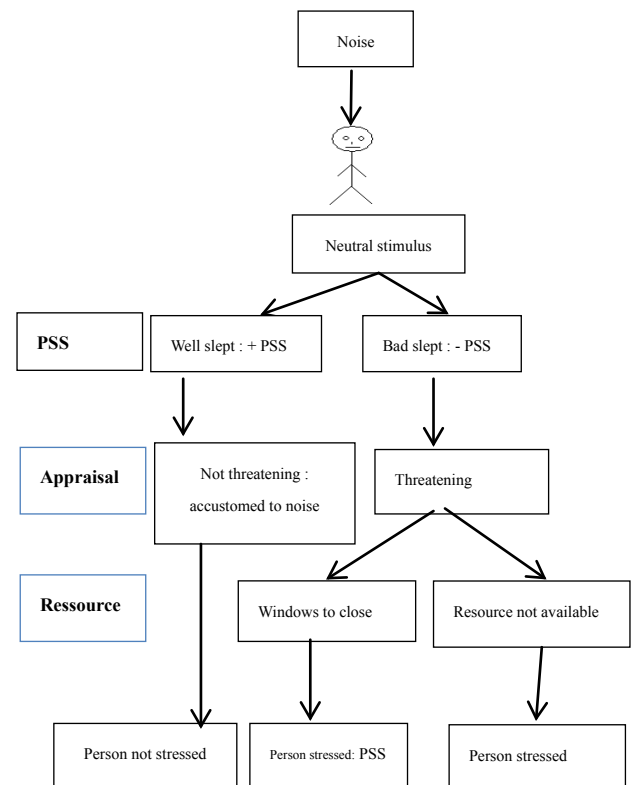 Noise
Neutral stimulus
PSS
Well slept : + PSS
Bad slept : - PSS
Appraisal
Not threatening :
accustomed to noise
Threatening
Ressource
Windows to close
Resource not available
Person not stressed
Person stressed: PSS
Person stressed